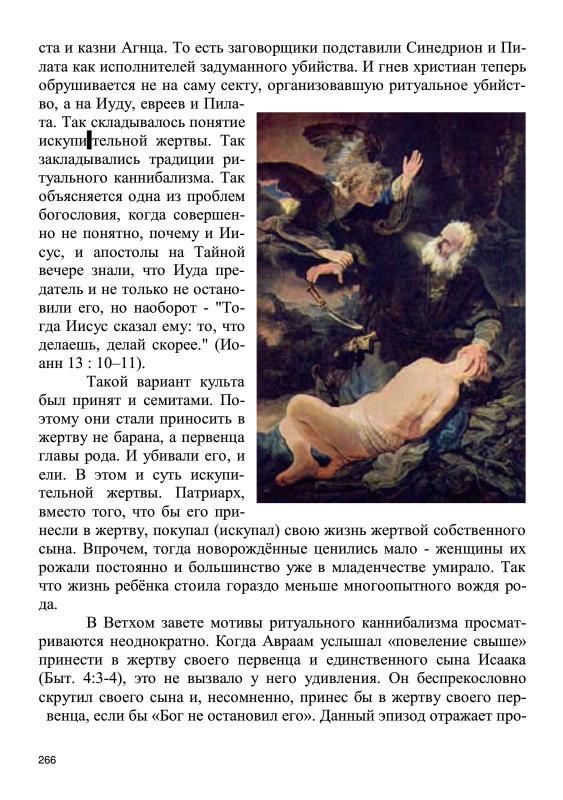 ста и казни Агнца. То есть заговорщики подставили Синедрион и Пи-
лата как исполнителей задуманного убийства. И гнев христиан теперь
обрушивается не на саму секту, организовавшую ритуальное убийст-
во, а на Иуду, евреев и Пила-
та. Так складывалось понятие
искупительной жертвы. Так
закладывались традиции ри-
туального каннибализма. Так
объясняется одна из проблем
богословия, когда совершен-
но не понятно, почему и Ии-
сус, и апостолы на Тайной
вечере знали, что Иуда пре-
датель и не только не остано-
вили его, но наоборот - "То-
гда Иисус сказал ему: то, что
делаешь, делай скорее." (Ио-
анн 13 : 10–11).
Такой вариант культа
был принят и семитами. По-
этому они стали приносить в
жертву не барана, а первенца
главы рода. И убивали его, и
ели. В этом и суть искупи-
тельной жертвы. Патриарх,
вместо того, что бы его при-
несли в жертву, покупал (искупал) свою жизнь жертвой собственного
сына. Впрочем, тогда новорождённые ценились мало - женщины их
рожали постоянно и большинство уже в младенчестве умирало. Так
что жизнь ребёнка стоила гораздо меньше многоопытного вождя ро-
да.
В Ветхом завете мотивы ритуального каннибализма просмат-
риваются неоднократно. Когда Авраам услышал «повеление свыше»
принести в жертву своего первенца и единственного сына Исаака
(Быт. 4:3-4), это не вызвало у него удивления. Он беспрекословно
скрутил своего сына и, несомненно, принес бы в жертву своего пер-
венца, если бы «Бог не остановил его». Данный эпизод отражает про-
266